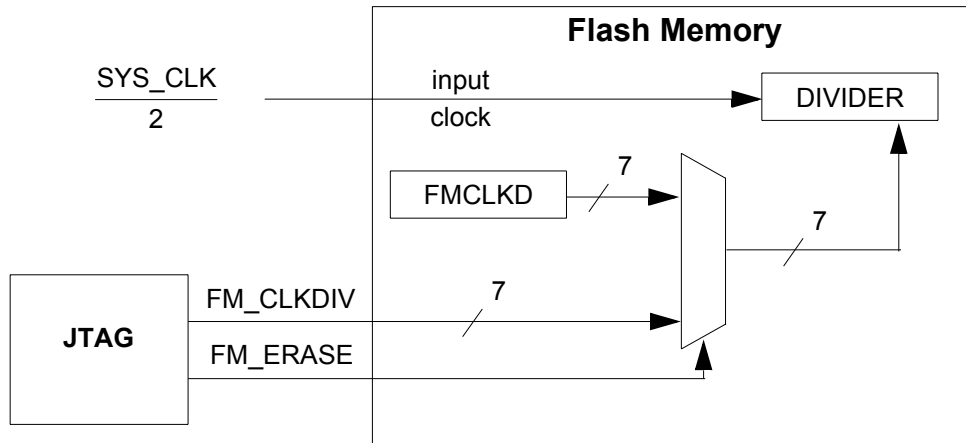 Flash Memory
SYS_CLK
2
input
clock
DIVIDER
FMCLKD
7
7
FM_CLKDIV
7
JTAG
FM_ERASE